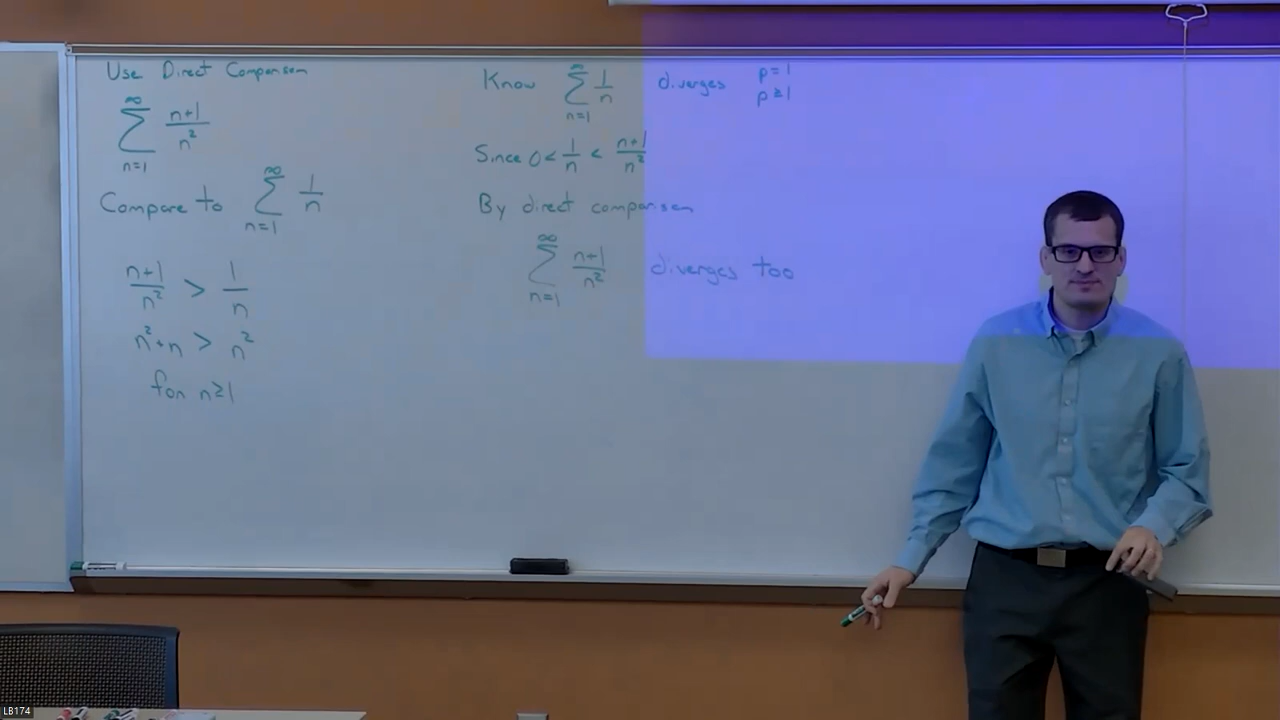 Use Direct Comparison
∞
∑ n+1/n²
n=1
Compare to ∞∑n=1 1/n
n+1/n² > 1/n
n²+n > n²
for n≥1
Know ∞∑n=1 1/n diverges p=1
p≥1
Since 0 < 1/n < n+1/n²
By direct comparison
∞∑n=1 n+1/n² diverges too
LB174